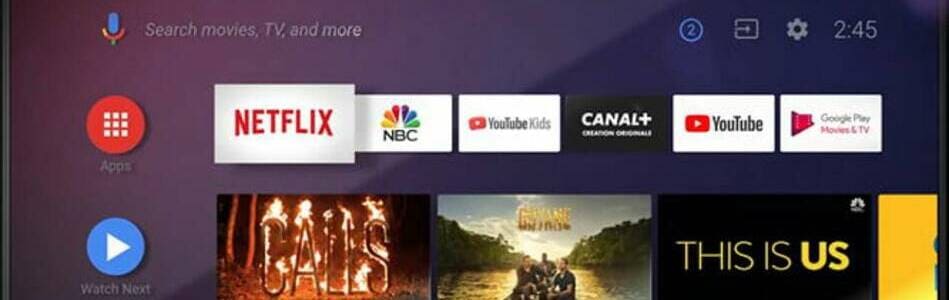 Search movies, TV, and more
2
2:45
NETFLIX
NBC
YouTube Kids
CANAL+
CREATION ORIGINALE
YouTube
Google Play
Movies & TV
Apps
CALLS
GUYANE
THIS IS US
Watch Next